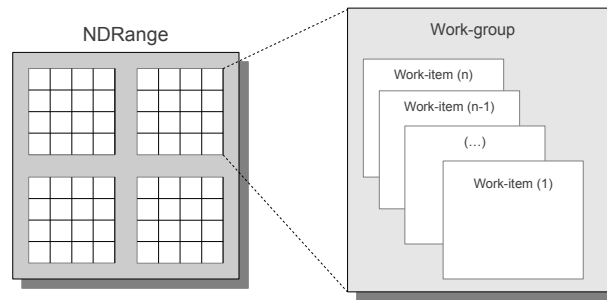 NDRange
Work-group
Work-item (n)
Work-item (n-1)
(...)
Work-item (1)